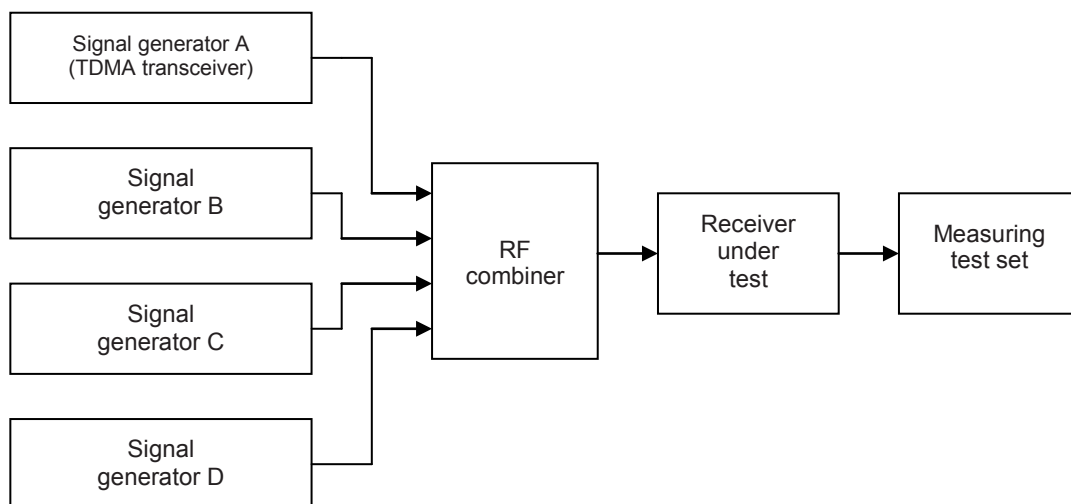 Signal generator A
(TDMA transceiver)
Signal
generator B
Signal
generator C
Signal
generator D
RF
combiner
Receiver
under
test
Measuring
test set